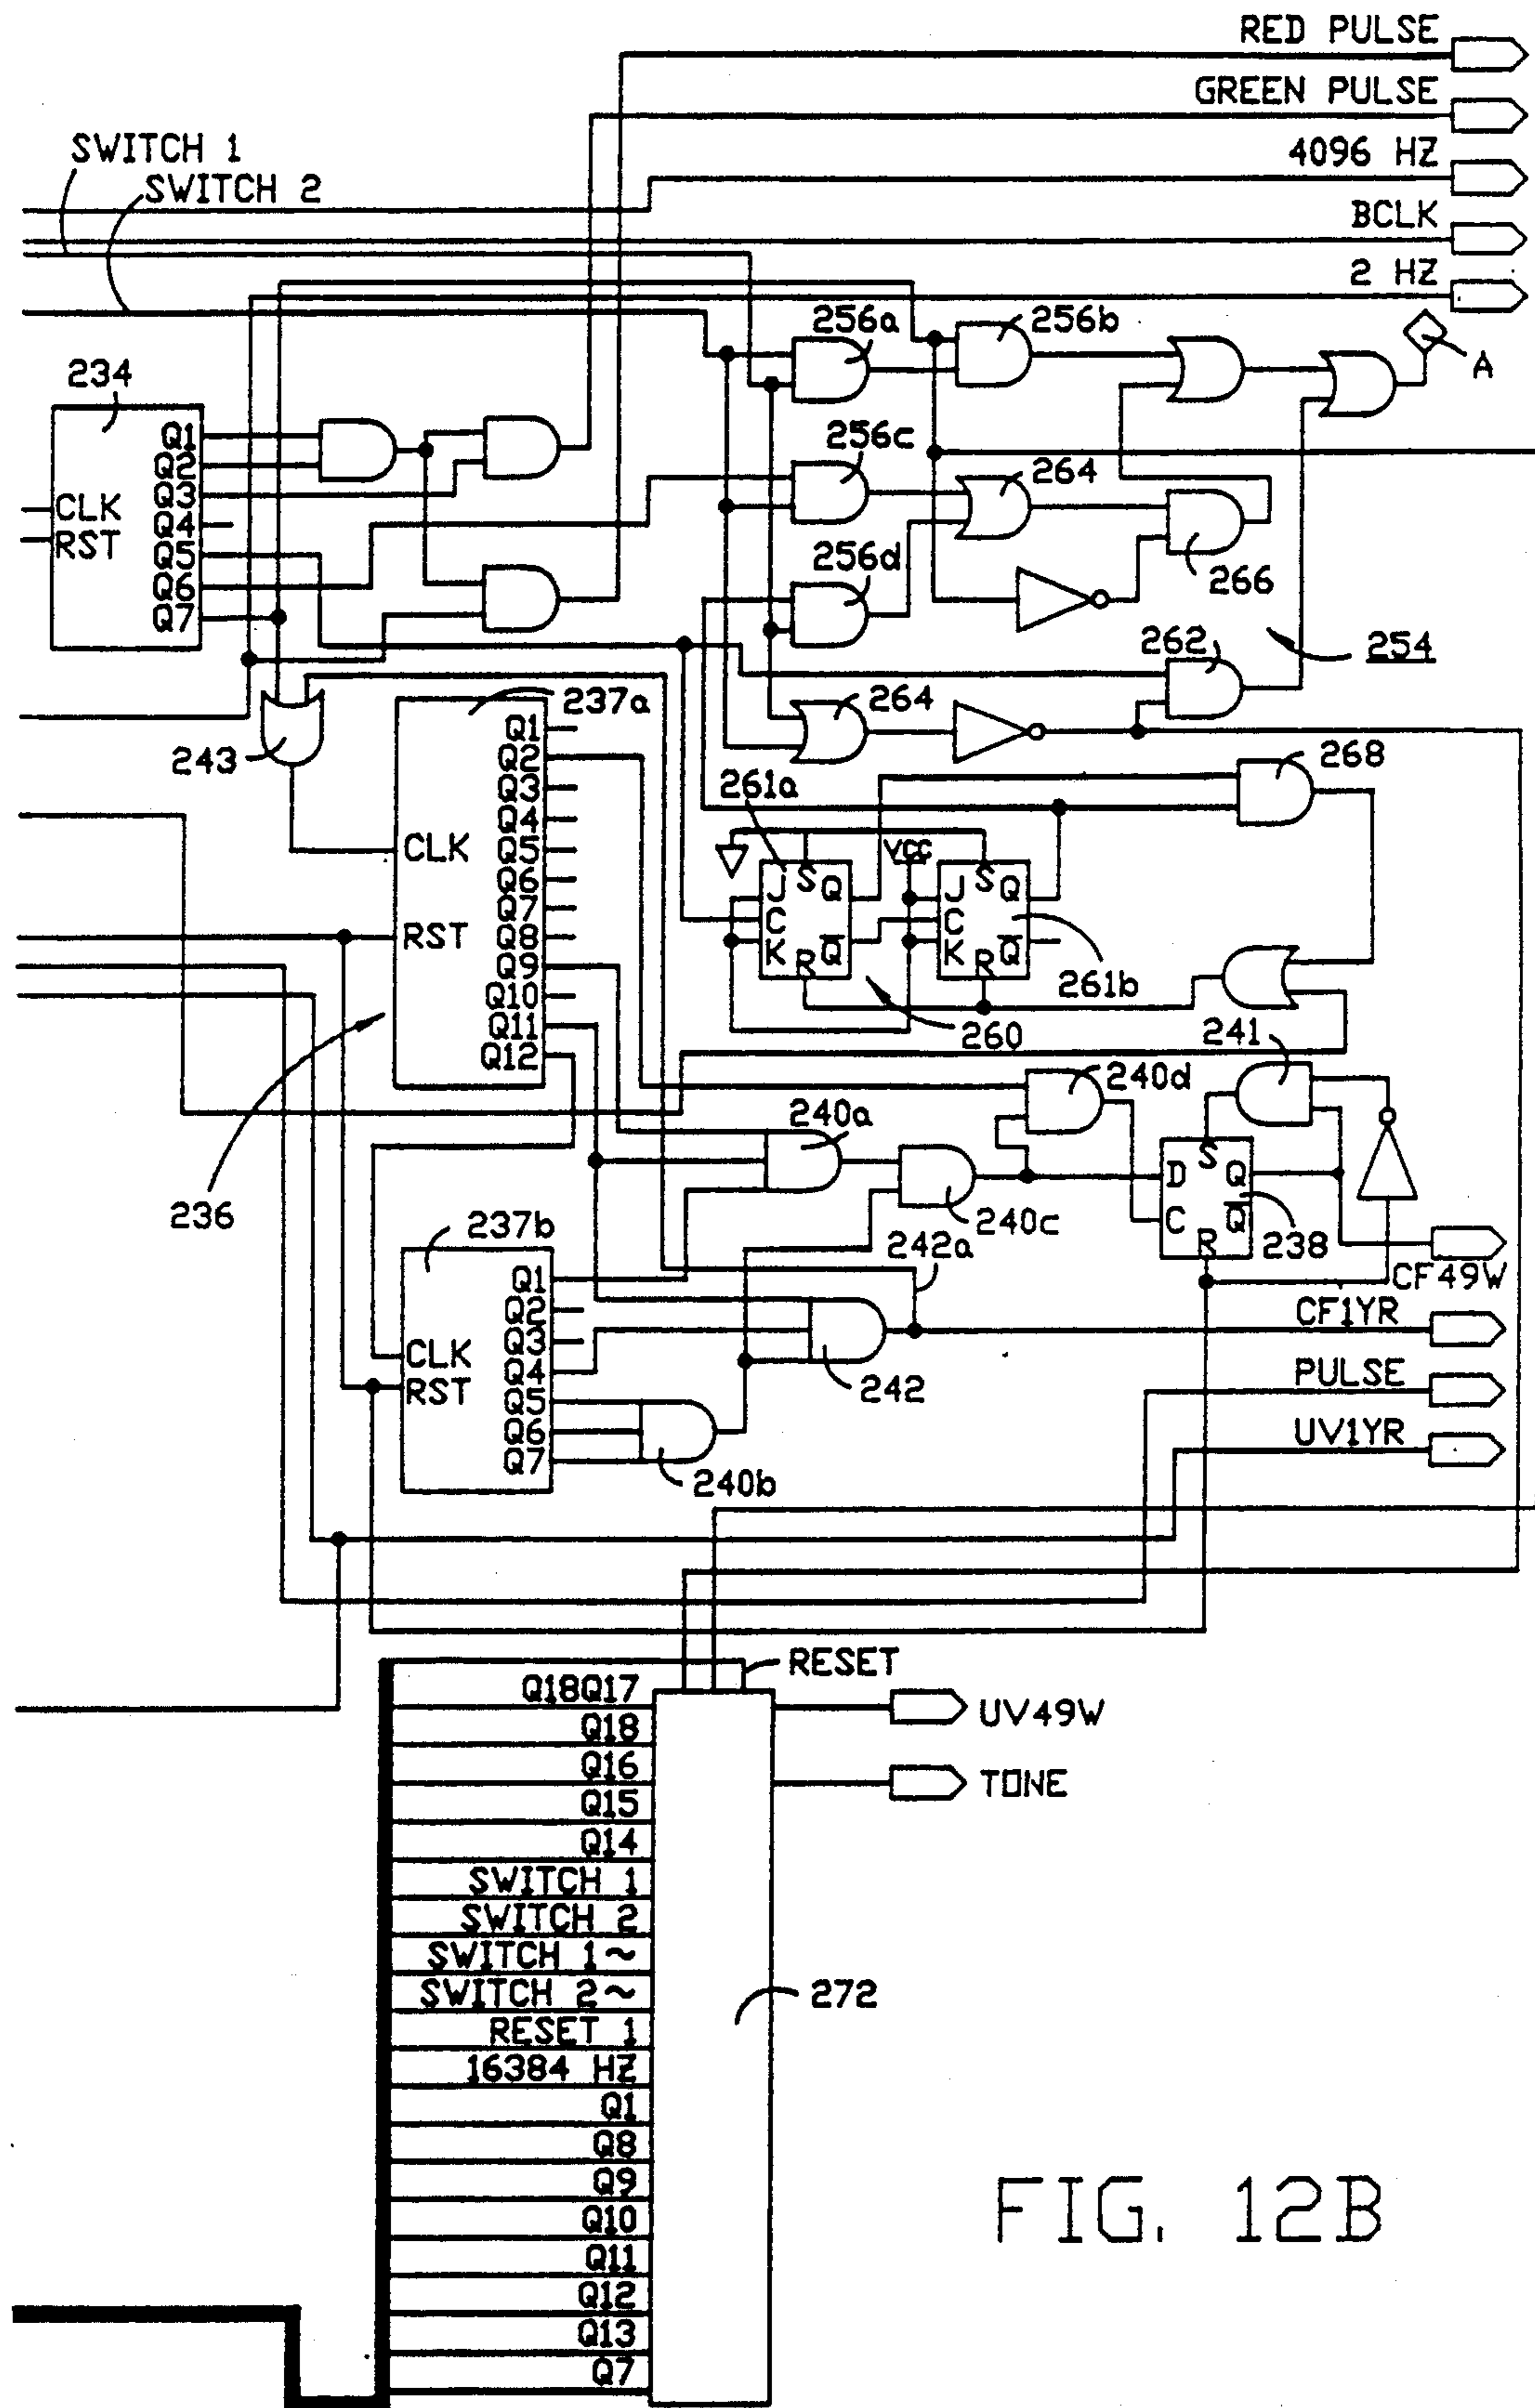 RED PULSE
GREEN PULSE
SWITCH 1
4096 HZ
SWITCH 2
BCLK
2 HZ
256a
256b
A
234
Q1
Q2
Q3
Q4
Q5
Q6
Q7
CLK
RST
256c
264
256d
266
262
254
237a
264
243
Q1
Q2
Q3
Q4
Q5
Q6
Q7
Q8
Q9
Q10
Q11
Q12
CLK
RST
268
261a
VCC
J S Q
C
K R Q
J S Q
C
K R Q
261b
260
241
240d
240a
236
D S Q
C Q
R
238
240c
237b
242a
CF49W
Q1
Q2
Q3
Q4
Q5
Q6
Q7
CLK
RST
CF1YR
242
PULSE
UV1YR
240b
RESET
Q18Q17
UV49W
Q18
Q16
TONE
Q15
Q14
SWITCH 1
SWITCH 2
SWITCH 1~
SWITCH 2~
272
RESET 1
16384 HZ
Q1
Q8
Q9
Q10
Q11
Q12
Q13
Q7
FIG. 12B